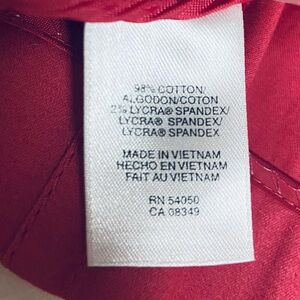 98% COTTON/
ALGODON/COTON
2% LYCRA® SPANDEX/
LYCRA® SPANDEX/
LYCRA® SPANDEX
MADE IN VIETNAM
HECHO EN VIETNAM
FAIT AU VIETNAM
RN 54050
CA 08349